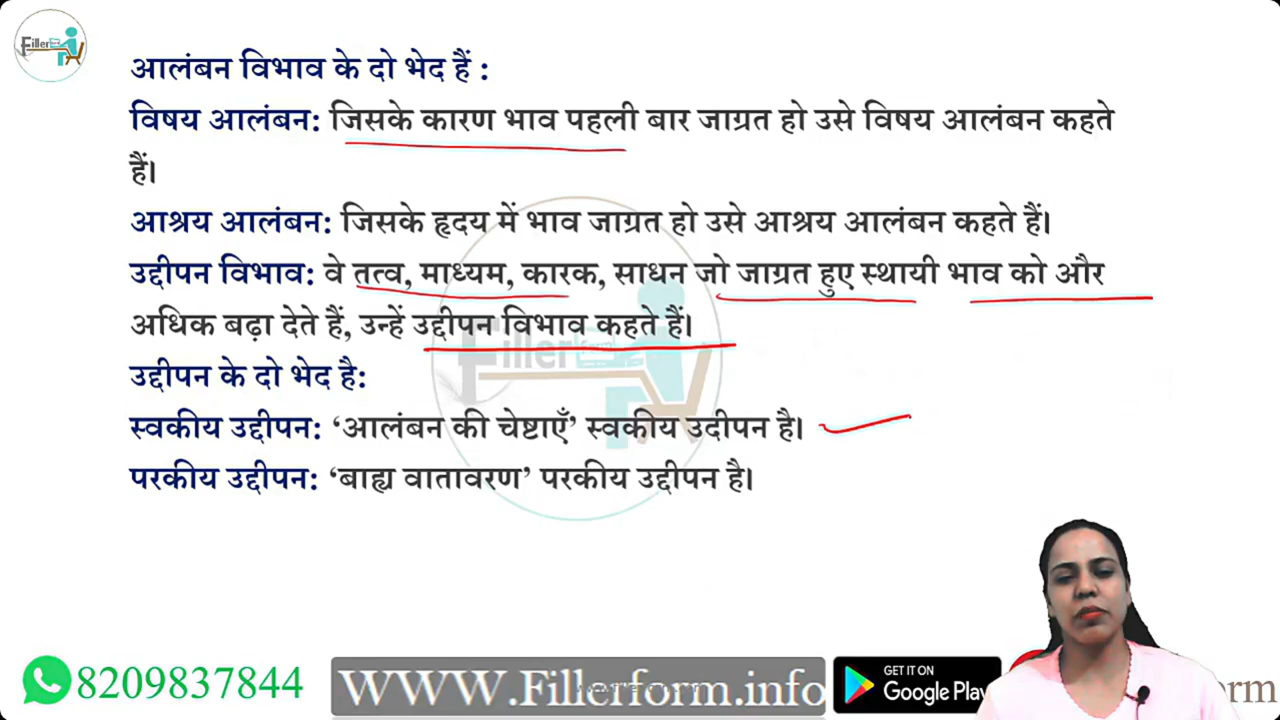 Fillerform
आलंबन विभाव के दो भेद हैं :
विषय आलंबन: जिसके कारण भाव पहली बार जाग्रत हो उसे विषय आलंबन कहते
हैं।
आश्रय आलंबन: जिसके हृदय में भाव जाग्रत हो उसे आश्रय आलंबन कहते हैं।
उद्दीपन विभाव: वे तत्व, माध्यम, कारक, साधन जो जाग्रत हुए स्थायी भाव को और
अधिक बढ़ा देते हैं, उन्हें उद्दीपन विभाव कहते हैं।
उद्दीपन के दो भेद है:
स्वकीय उद्दीपन: ‘आलंबन की चेष्टाएँ’ स्वकीय उदीपन है।
परकीय उद्दीपन: ‘बाह्य वातावरण’ परकीय उद्दीपन है।
8209837844
WWW.Fillerform.info
GET IT ON
Google Play